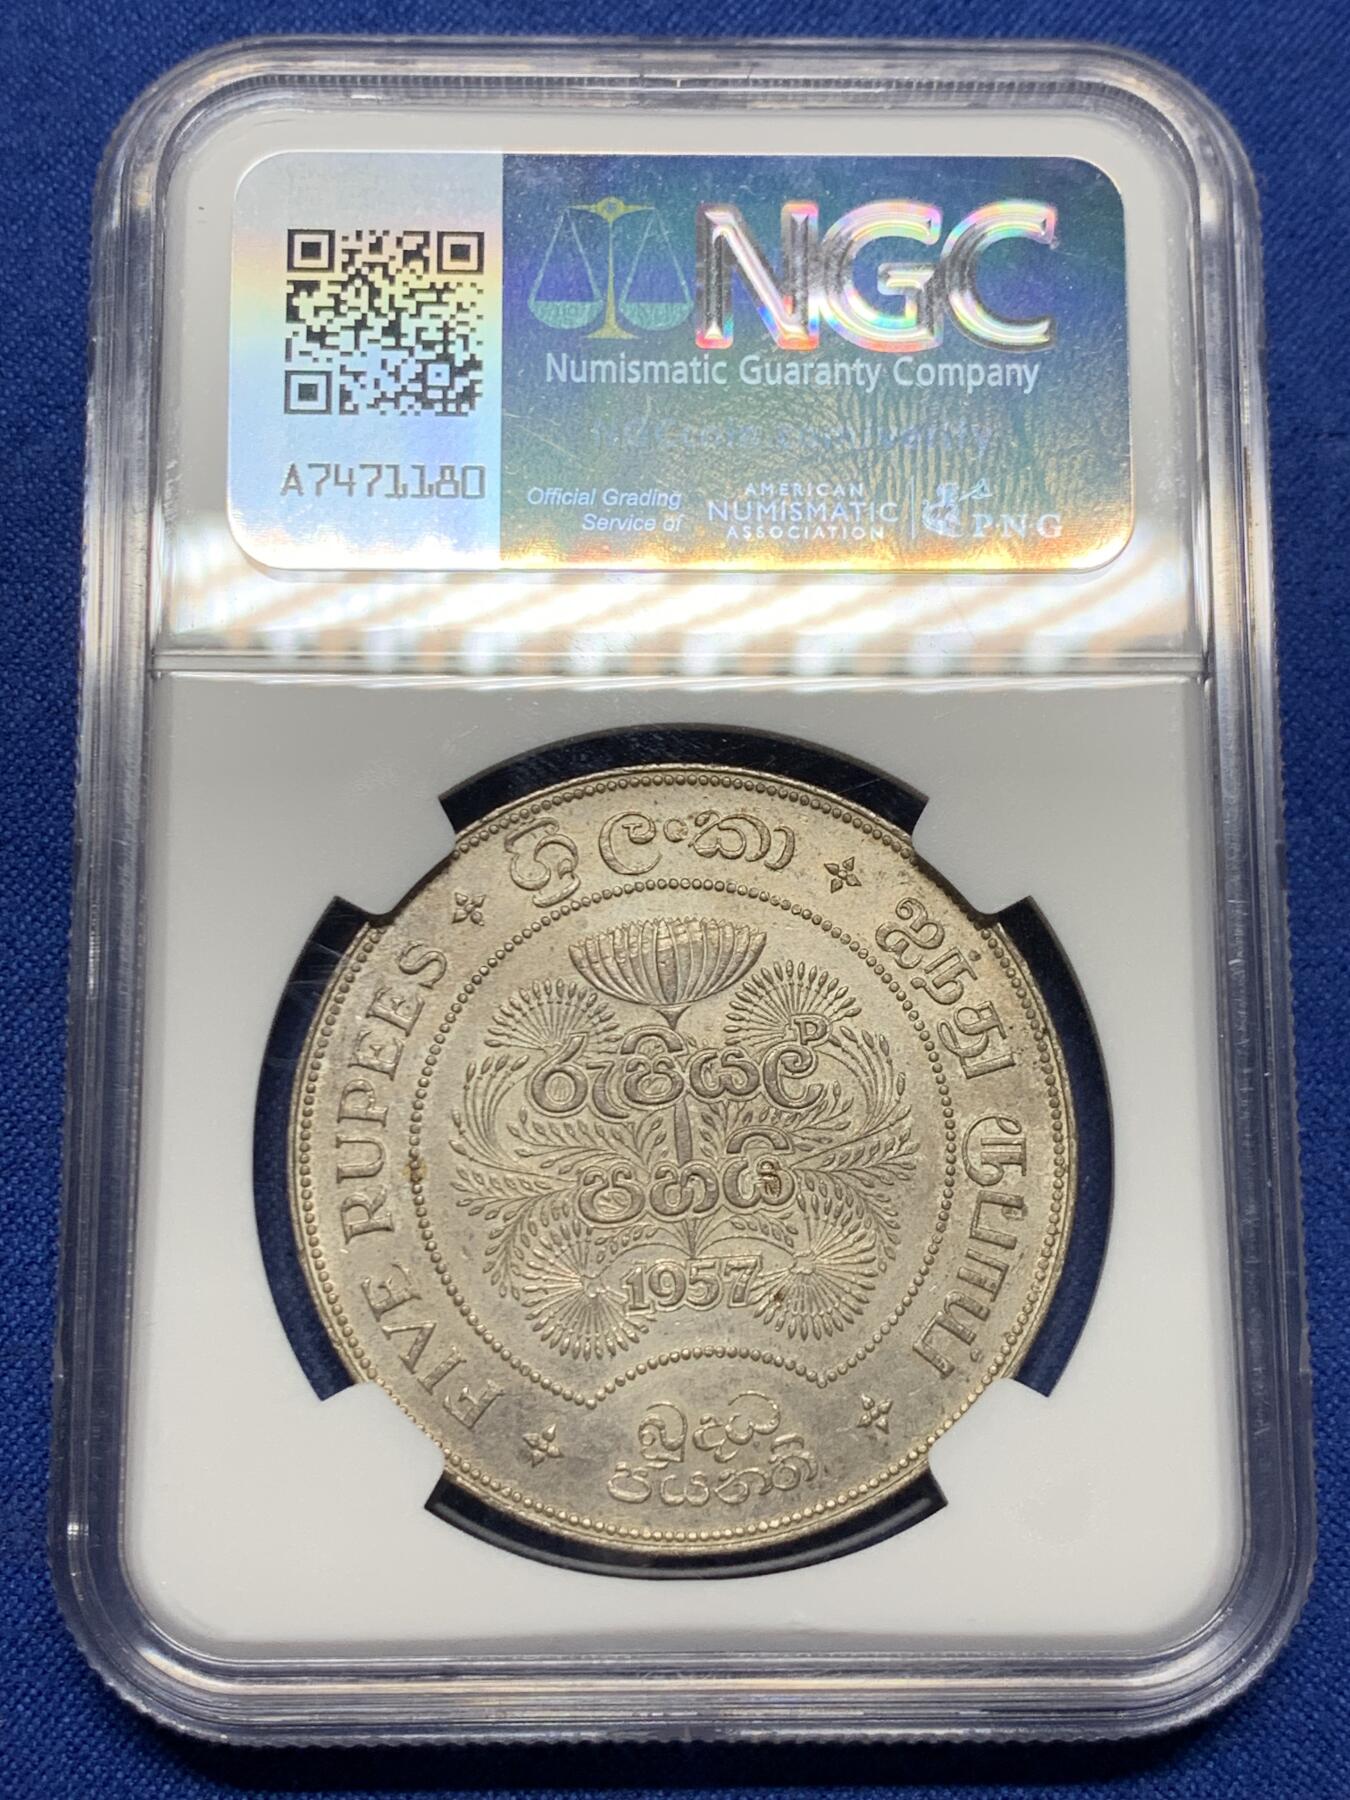 NGC
Numismatic Guaranty Company
A7471180
Official Grading
Service of
AMERICAN
NUMISMATIC
ASSOCIATION
PNG
ශ්‍රී ලංකා
ஐந்து ரூபாய்
FIVE RUPEES
රුපියල්
පහයි
1957
බුද්ධ
ජයන්ති